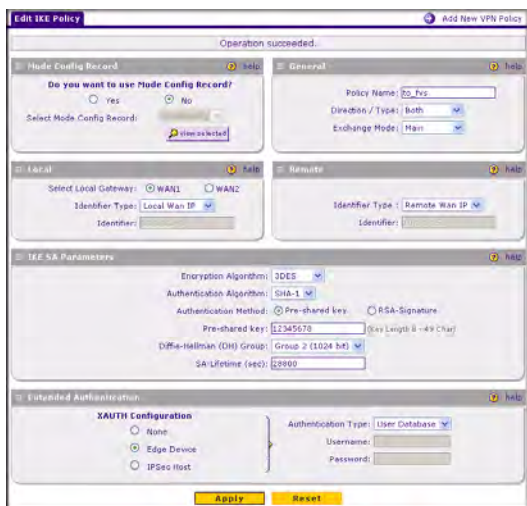 Edit IKE Policy
Add New VPN Policy
Operation succeeded.
Mode Config Record
help
Do you want to use Mode Config Record?
Yes
No
Select Mode Config Record:
view selected
General
help
Policy Name: to_fvs
Direction / Type: Both
Exchange Mode: Main
Local
help
Select Local Gateway: WAN1 WAN2
Identifier Type: Local Wan IP
Identifier:
Remote
help
Identifier Type : Remote Wan IP
Identifier:
IKE SA Parameters
help
Encryption Algorithm: 3DES
Authentication Algorithm: SHA-1
Authentication Method: Pre-shared key RSA-Signature
Pre-shared key: 12345678 (Key Length 8 - 49 Char)
Diffie-Hellman (DH) Group: Group 2 (1024 bit)
SA-Lifetime (sec): 28800
Extended Authentication
help
XAUTH Configuration
None
Edge Device
IPSec Host
Authentication Type: User Database
Username:
Password:
Apply
Reset